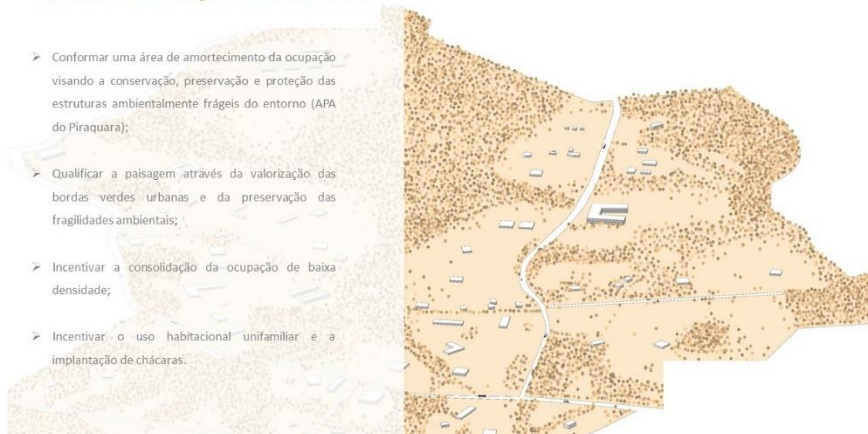 ➢ Conformar uma área de amortecimento da ocupação
visando a conservação, preservação e proteção das
estruturas ambientalmente frágeis do entorno (APA
do Piraquara);
➢ Qualificar a paisagem através da valorização das
bordas verdes urbanas e da preservação das
fragilidades ambientais;
➢ Incentivar a consolidação da ocupação de baixa
densidade;
➢ Incentivar o uso habitacional unifamiliar e a
implantação de chácaras.